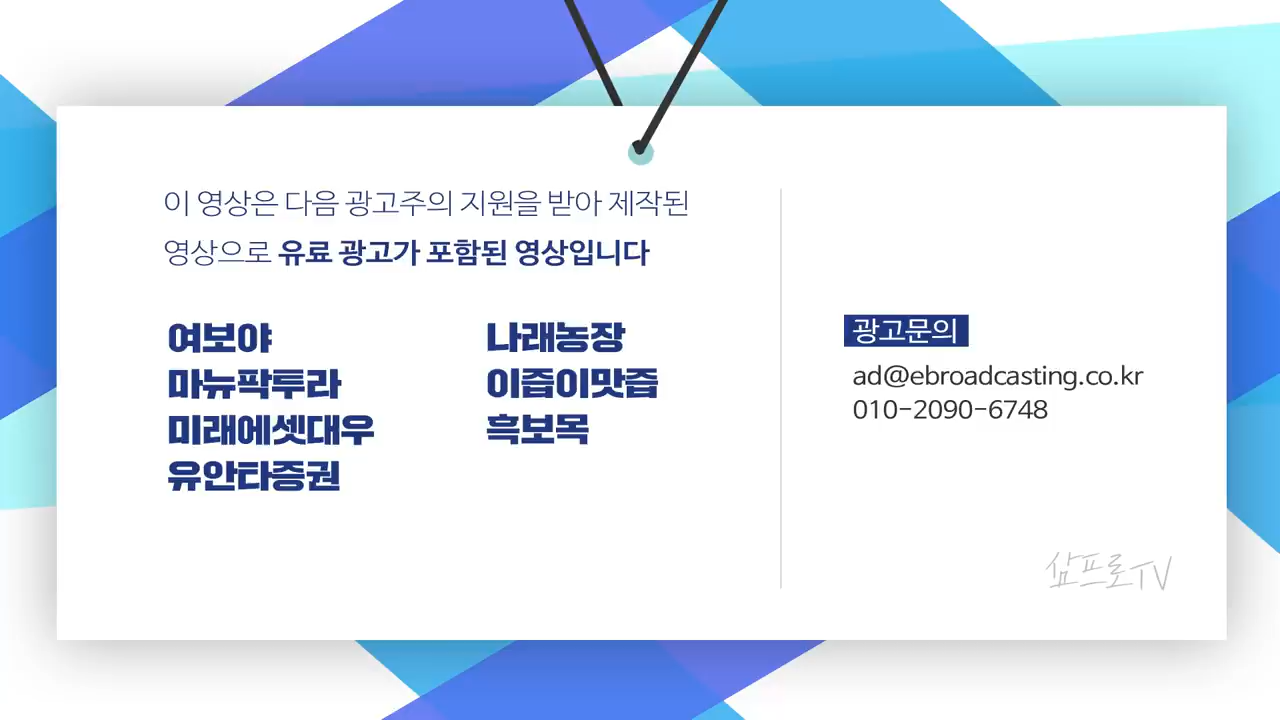 이 영상은 다음 광고주의 지원을 받아 제작된
영상으로 유료 광고가 포함된 영상입니다
여보야
마뉴팍투라
미래에셋대우
유안타증권
나래농장
이즙이맛즙
흑보목
광고문의
ad@ebroadcasting.co.kr
010-2090-6748
삼프로TV